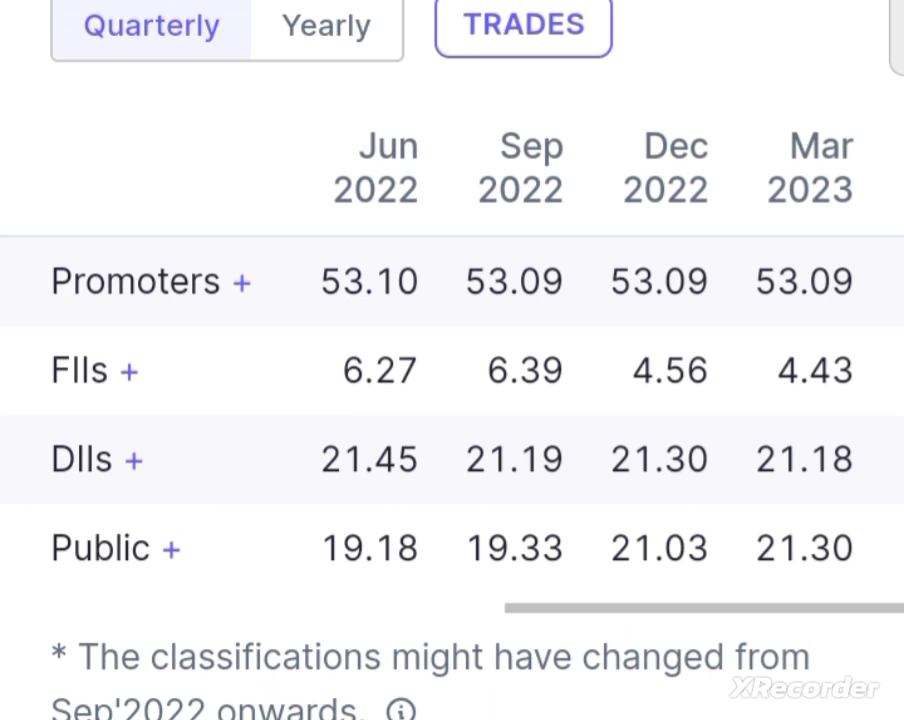 Quarterly Yearly TRADES
Jun Sep Dec Mar
2022 2022 2022 2023
Promoters + 53.10 53.09 53.09 53.09
FIIs + 6.27 6.39 4.56 4.43
DIIs + 21.45 21.19 21.30 21.18
Public + 19.18 19.33 21.03 21.30
* The classifications might have changed from
XRecorder
Sep'2022 onwards.